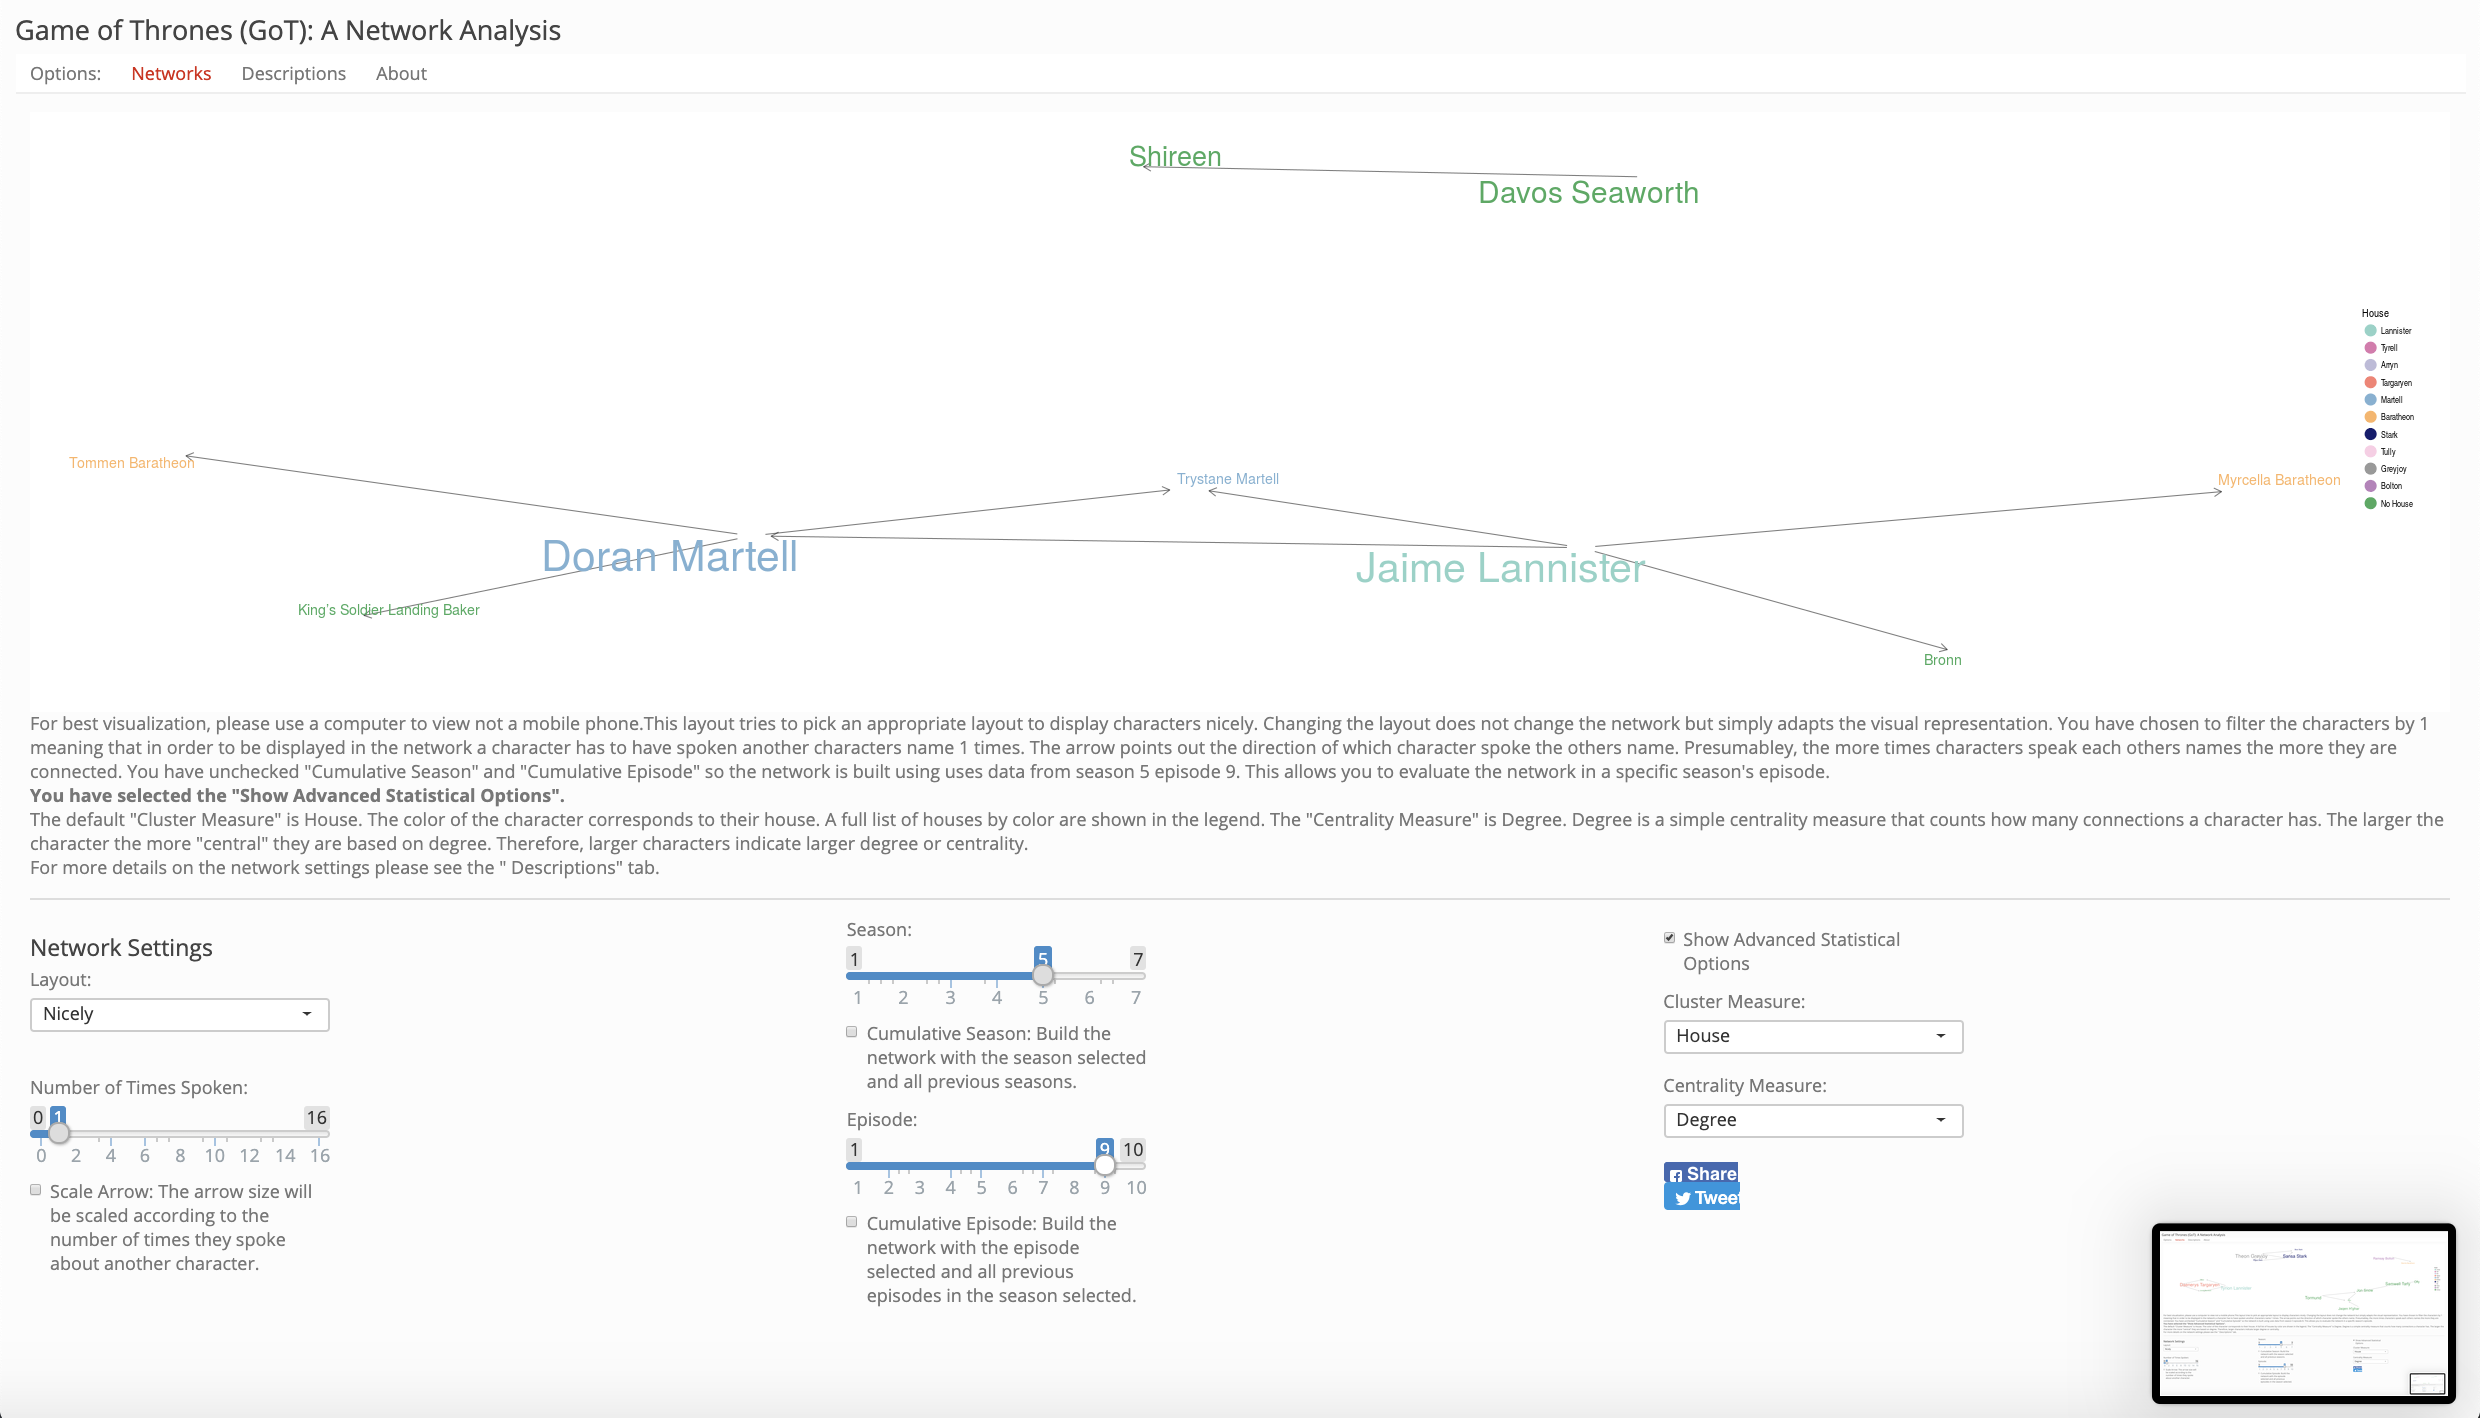 Game of Thrones (GoT): A Network Analysis
Options: Networks Descriptions About
Shireen
Davos Seaworth
House
Lannister
Tyrell
Arryn
Targaryen
Martell
Baratheon
Stark
Tully
Greyjoy
Bolton
No House
Tommen Baratheon
Trystane Martell
Myrcella Baratheon
Doran Martell
Jaime Lannister
King's Soldier Landing Baker
Bronn
For best visualization, please use a computer to view not a mobile phone.This layout tries to pick an appropriate layout to display characters nicely. Changing the layout does not change the network but simply adapts the visual representation. You have chosen to filter the characters by 1
meaning that in order to be displayed in the network a character has to have spoken another characters name 1 times. The arrow points out the direction of which character spoke the others name. Presumabley, the more times characters speak each others names the more they are
connected. You have unchecked "Cumulative Season" and "Cumulative Episode" so the network is built using uses data from season 5 episode 9. This allows you to evaluate the network in a specific season's episode.
You have selected the "Show Advanced Statistical Options".
The default "Cluster Measure" is House. The color of the character corresponds to their house. A full list of houses by color are shown in the legend. The "Centrality Measure" is Degree. Degree is a simple centrality measure that counts how many connections a character has. The larger the
character the more "central" they are based on degree. Therefore, larger characters indicate larger degree or centrality.
For more details on the network settings please see the " Descriptions" tab.
Network Settings
Layout:
Nicely
Number of Times Spoken:
0 1 16
0 2 4 6 8 10 12 14 16
Scale Arrow: The arrow size will
be scaled according to the
number of times they spoke
about another character.
Season:
1 5 7
1 2 3 4 5 6 7
Cumulative Season: Build the
network with the season selected
and all previous seasons.
Episode:
1 9 10
1 2 3 4 5 6 7 8 9 10
Cumulative Episode: Build the
network with the episode
selected and all previous
episodes in the season selected.
Show Advanced Statistical
Options
Cluster Measure:
House
Centrality Measure:
Degree
Share
Tweet